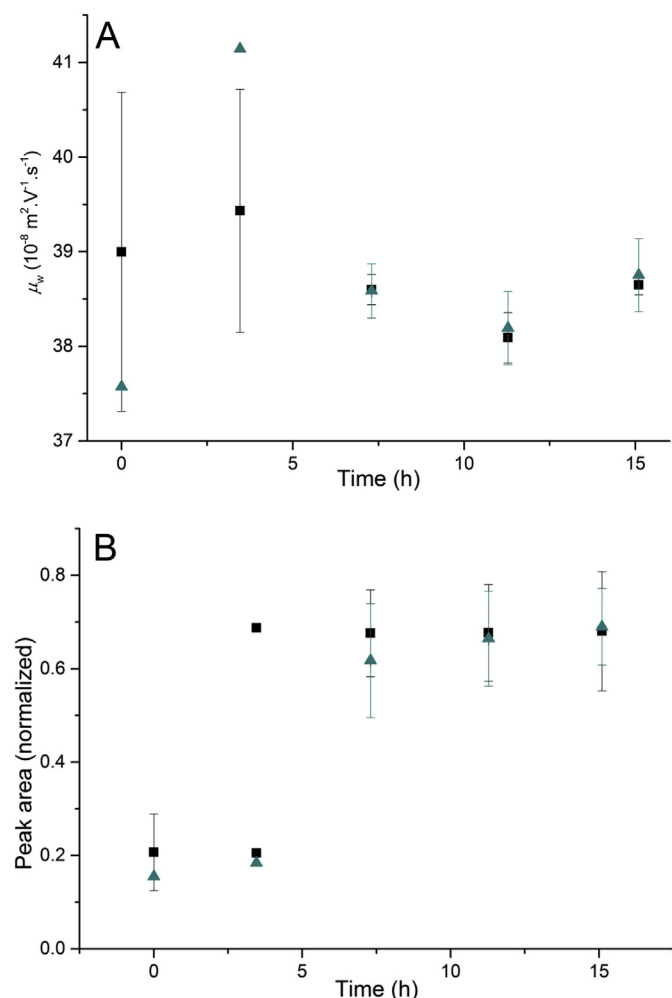 A
41
40
39
38
37
μw (10-8 m2.V-1.s-1)
0 5 10 15
Time (h)
B
0.8
0.6
0.4
0.2
0.0
Peak area (normalized)
0 5 10 15
Time (h)